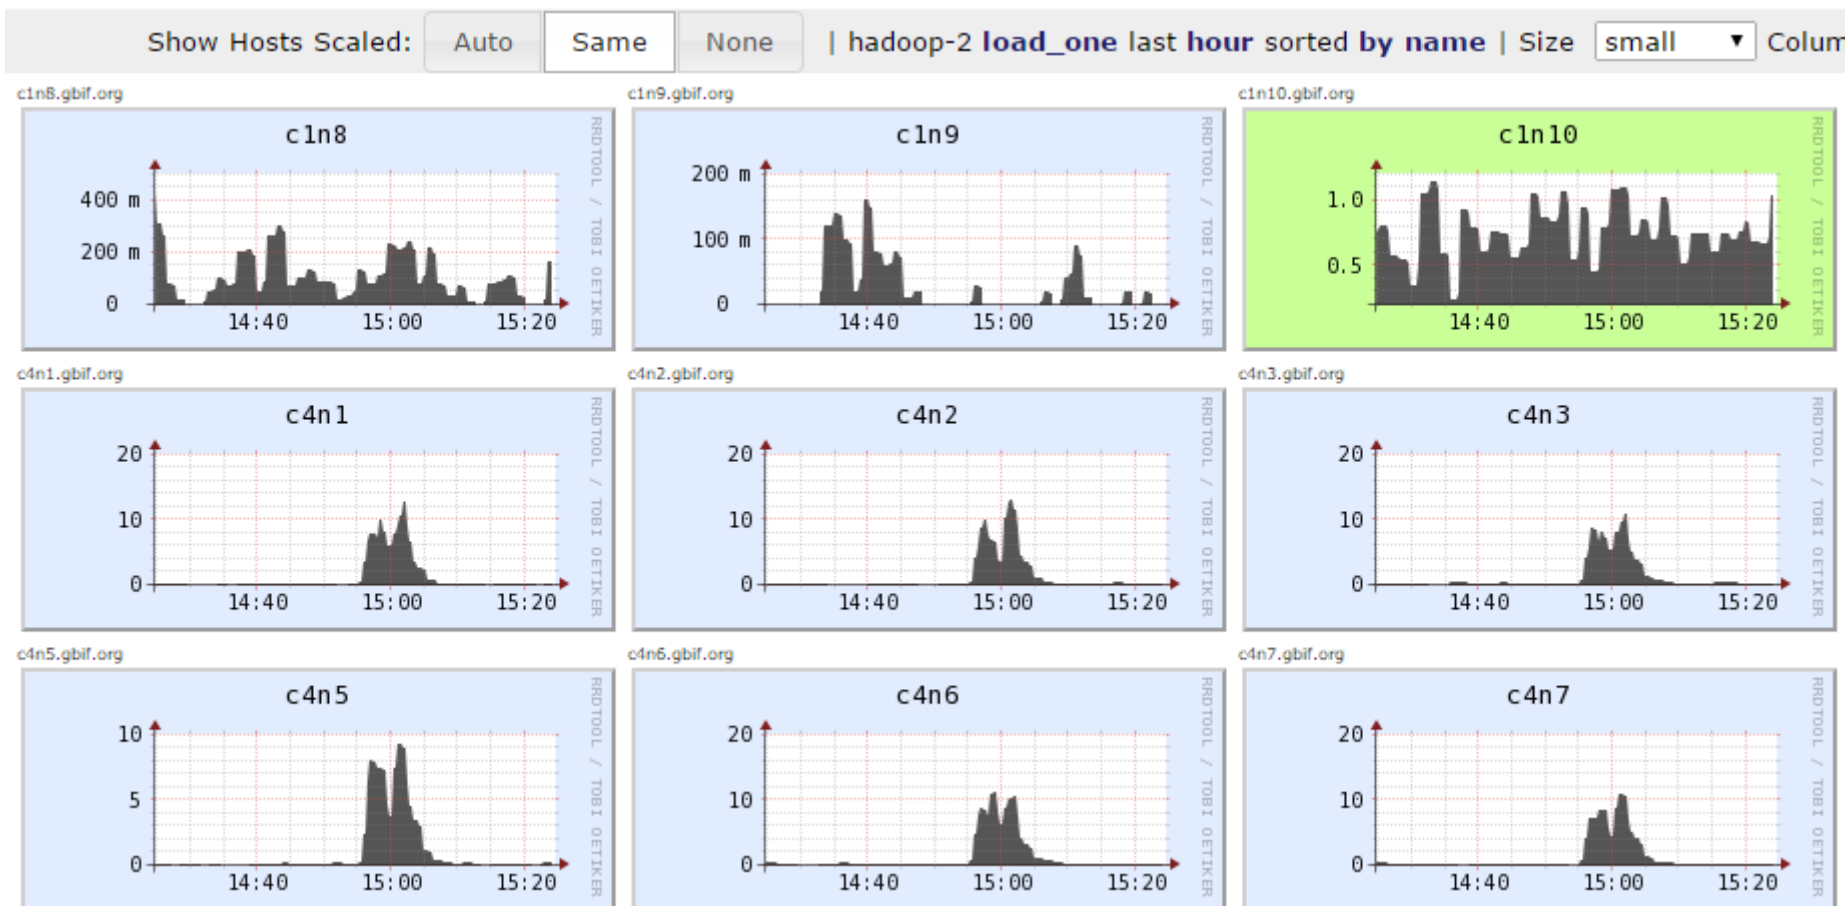 Show Hosts Scaled: Auto Same None | hadoop-2 load_one last hour sorted by name | Size small Colum
c1n8.gbif.org c1n9.gbif.org c1n10.gbif.org
c1n8
400 m
200 m
0
14:40 15:00 15:20
RRDTOOL / TOBI OETIKER
c1n9
200 m
100 m
0
14:40 15:00 15:20
RRDTOOL / TOBI OETIKER
c1n10
1.0
0.5
14:40 15:00 15:20
RRDTOOL / TOBI OETIKER
c4n1.gbif.org c4n2.gbif.org c4n3.gbif.org
c4n1
20
10
0
14:40 15:00 15:20
RRDTOOL / TOBI OETIKER
c4n2
20
10
0
14:40 15:00 15:20
RRDTOOL / TOBI OETIKER
c4n3
20
10
0
14:40 15:00 15:20
RRDTOOL / TOBI OETIKER
c4n5.gbif.org c4n6.gbif.org c4n7.gbif.org
c4n5
10
5
0
14:40 15:00 15:20
RRDTOOL / TOBI OETIKER
c4n6
20
10
0
14:40 15:00 15:20
RRDTOOL / TOBI OETIKER
c4n7
20
10
0
14:40 15:00 15:20
RRDTOOL / TOBI OETIKER